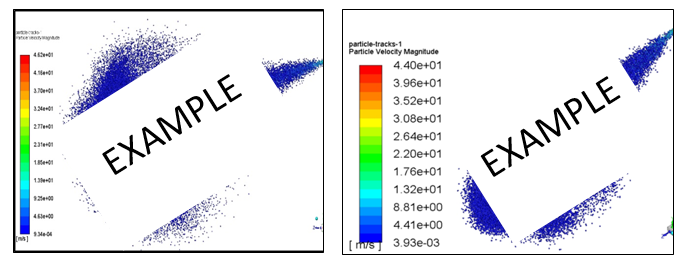 particle-tracks-1
Particle Velocity Magnitude
4.62e+01
4.16e+01
3.70e+01
3.24e+01
2.77e+01
2.31e+01
1.85e+01
1.39e+01
9.25e+00
4.63e+00
9.34e-04
[m/s]
EXAMPLE
particle-tracks-1
Particle Velocity Magnitude
4.40e+01
3.96e+01
3.52e+01
3.08e+01
2.64e+01
2.20e+01
1.76e+01
1.32e+01
8.81e+00
4.41e+00
3.93e-03
[ m/s ]
EXAMPLE